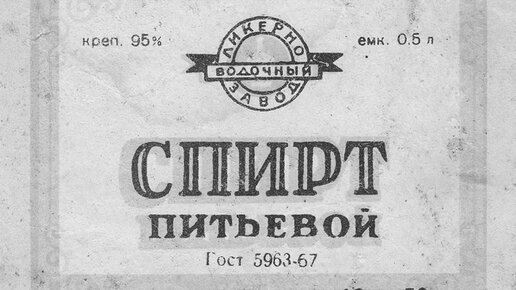 креп. 95%
емк. 0.5 л
ЛИКЕРНО
ВОДОЧНЫЙ
ЗАВОД
СПИРТ
ПИТЬЕВОЙ
Гост 5963-67